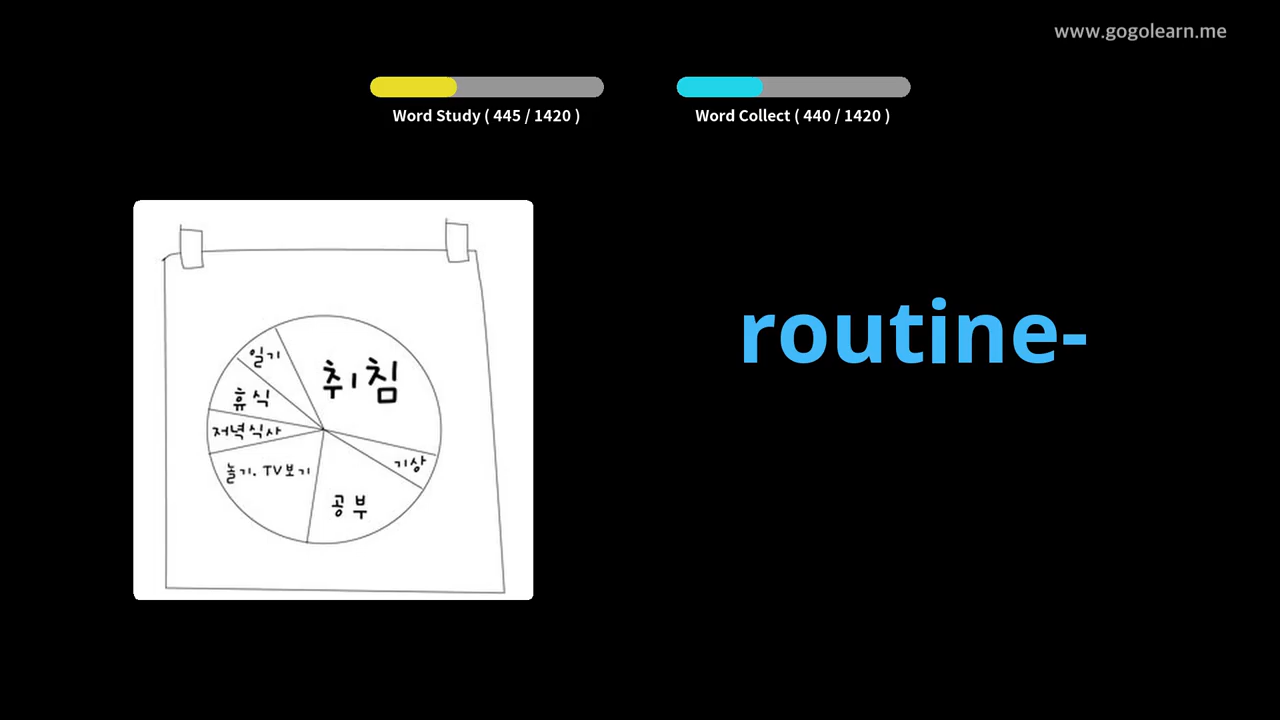 www.gogolearn.me
Word Study ( 445 / 1420 )
Word Collect ( 440 / 1420 )
일기
취침
휴식
저녁식사
놀기. TV보기
기상
공부
routine-